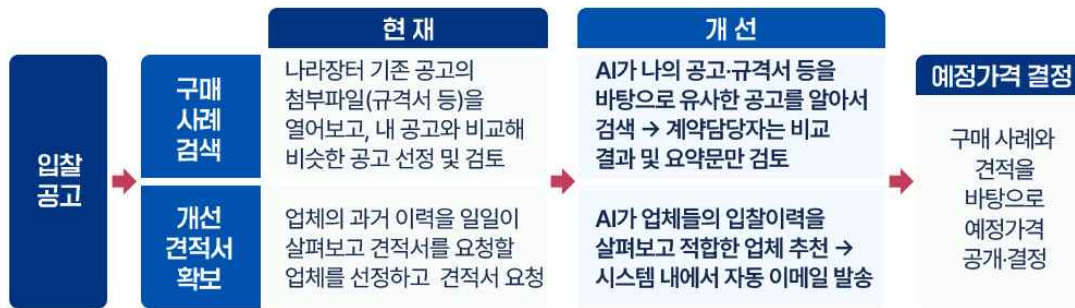 현 재
개 선
입찰
공고
구매
사례
검색
나라장터 기존 공고의
첨부파일(규격서 등)을
열어보고, 내 공고와 비교해
비슷한 공고 선정 및 검토
AI가 나의 공고·규격서 등을
바탕으로 유사한 공고를 알아서
검색 → 계약담당자는 비교
결과 및 요약문만 검토
개선
견적서
확보
업체의 과거 이력을 일일이
살펴보고 견적서를 요청할
업체를 선정하고 견적서 요청
AI가 업체들의 입찰이력을
살펴보고 적합한 업체 추천 →
시스템 내에서 자동 이메일 발송
예정가격 결정
구매 사례와
견적을
바탕으로
예정가격
공개·결정